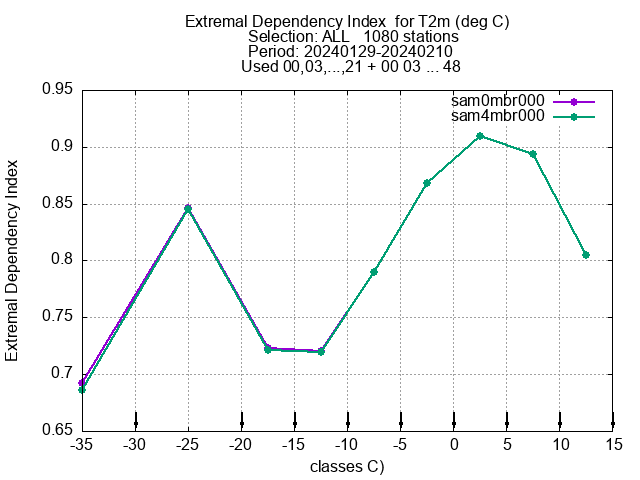 Extremal Dependency Index  for T2m (deg C)
Selection: ALL   1080 stations
Period: 20240129-20240210
Used 00,03,...,21 + 00 03 ... 48
sam0mbr000
sam4mbr000
Extremal Dependency Index
0.95
0.9
0.85
0.8
0.75
0.7
0.65
-35 -30 -25 -20 -15 -10 -5 0 5 10 15
classes C)